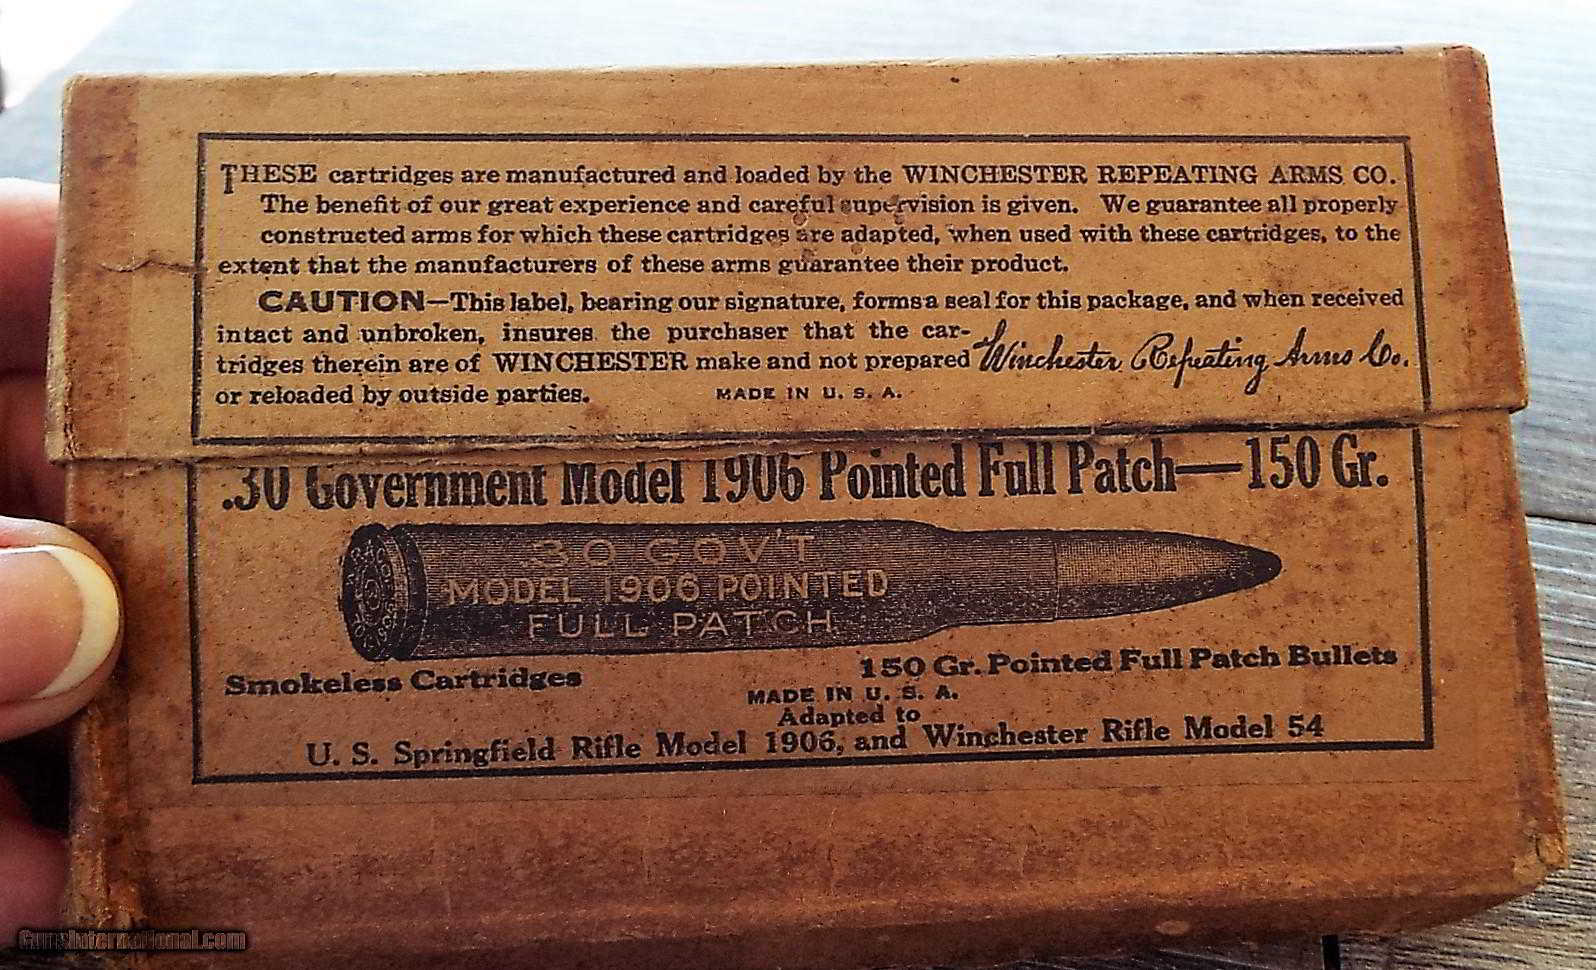 THESE cartridges are manufactured and loaded by the WINCHESTER REPEATING ARMS CO.
The benefit of our great experience and careful supervision is given. We guarantee all properly
constructed arms for which these cartridges are adapted, when used with these cartridges, to the
extent that the manufacturers of these arms guarantee their product.
CAUTION—This label, bearing our signature, forms a seal for this package, and when received
intact and unbroken, insures the purchaser that the car-
tridges therein are of WINCHESTER make and not prepared Winchester Repeating Arms Co.
or reloaded by outside parties. MADE IN U. S. A.
.30 Government Model 1906 Pointed Full Patch—150 Gr.
.30 GOV'T
MODEL 1906 POINTED
FULL PATCH
Smokeless Cartridges 150 Gr. Pointed Full Patch Bullets
MADE IN U. S. A.
Adapted to
U. S. Springfield Rifle Model 1906, and Winchester Rifle Model 54
GunsInternational.com